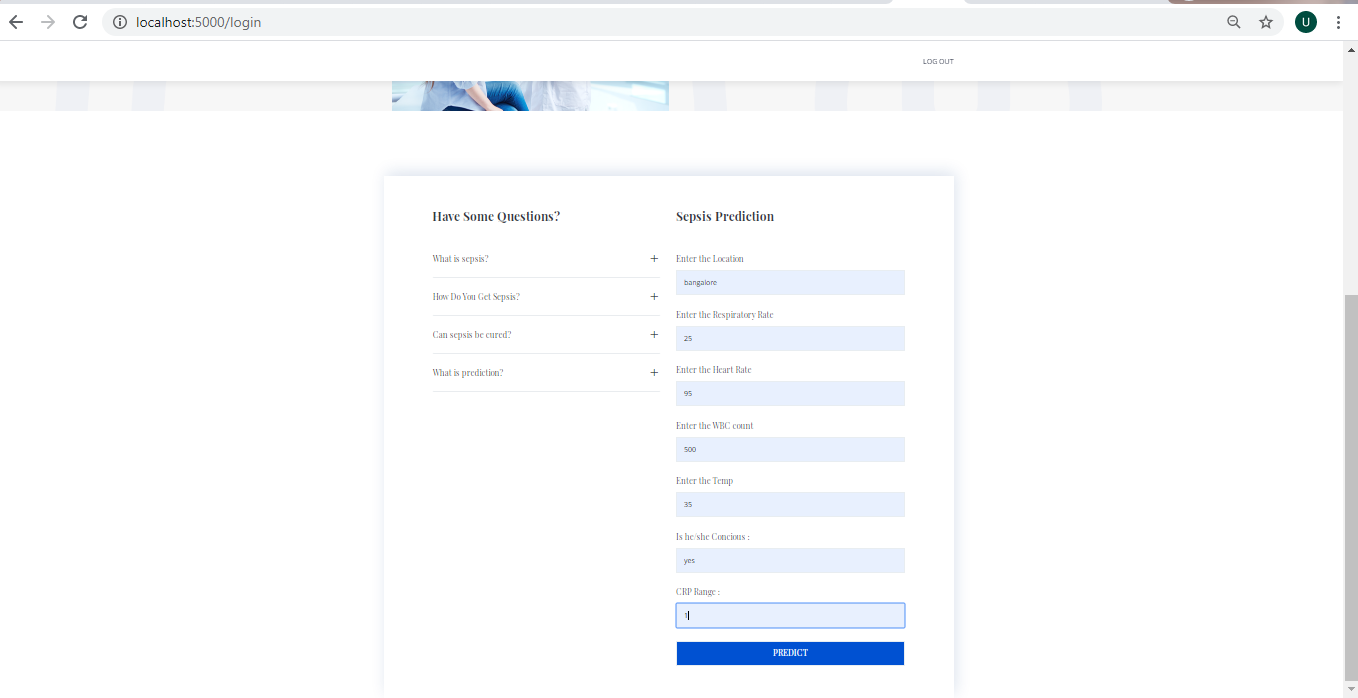 localhost:5000/login
U
LOG OUT
Have Some Questions?
What is sepsis?
How Do You Get Sepsis?
Can sepsis be cured?
What is prediction?
Sepsis Prediction
Enter the Location
bangalore
Enter the Respiratory Rate
25
Enter the Heart Rate
95
Enter the WBC count
500
Enter the Temp
35
Is he/she Concious :
yes
CRP Range :
1
PREDICT